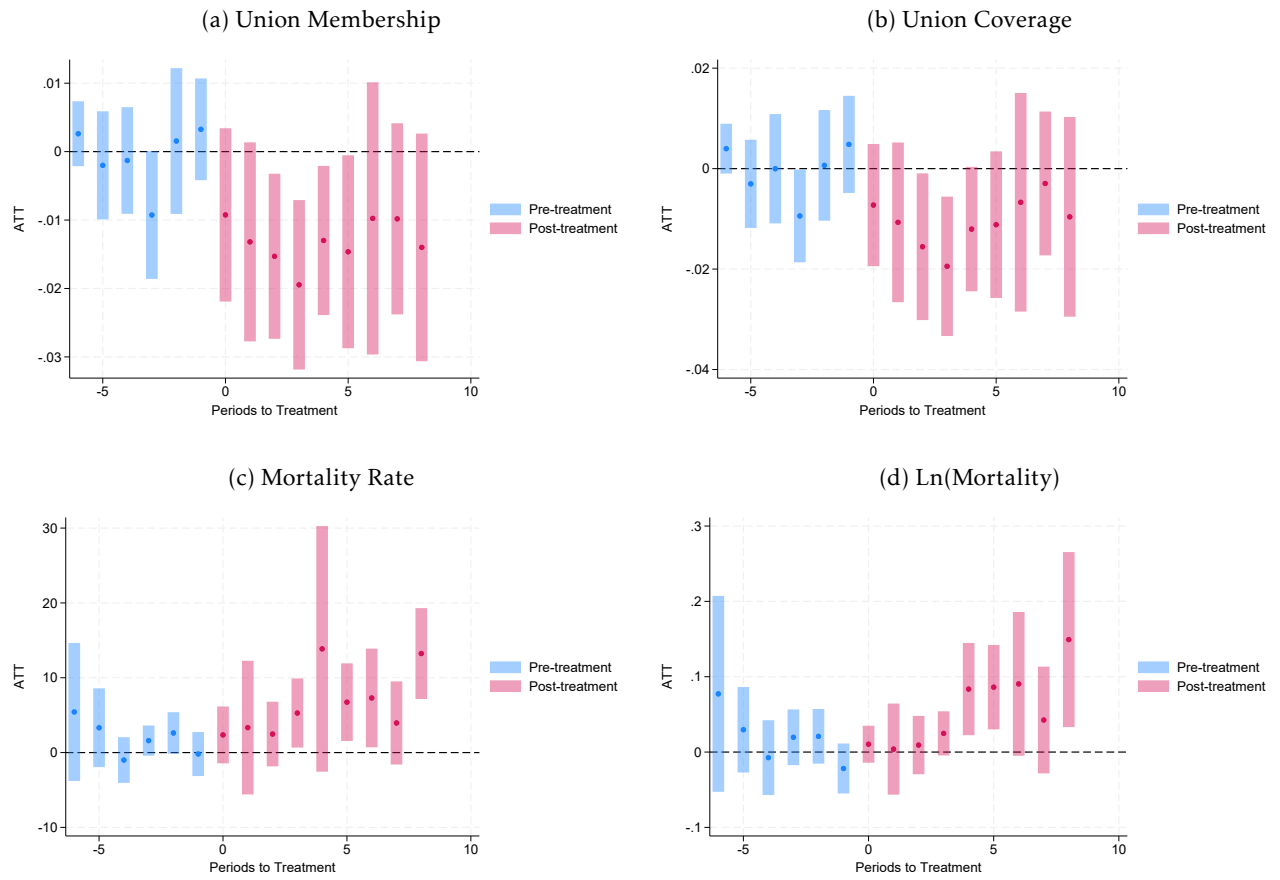 (a) Union Membership
.01
0
-.01
-.02
-.03
ATT
-5
0
5
10
Periods to Treatment
Pre-treatment
Post-treatment
(b) Union Coverage
.02
0
-.02
-.04
ATT
-5
0
5
10
Periods to Treatment
Pre-treatment
Post-treatment
(c) Mortality Rate
30
20
10
0
-10
ATT
-5
0
5
10
Periods to Treatment
Pre-treatment
Post-treatment
(d) Ln(Mortality)
.3
.2
.1
0
-.1
ATT
-5
0
5
10
Periods to Treatment
Pre-treatment
Post-treatment